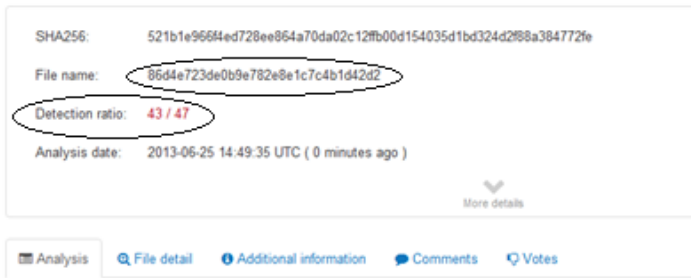 SHA256: 521b1e966f4ed728ee864a70da02c12ffb00d154035d1bd324d2f88a384772fe
File name: 86d4e723de0b9e782e8e1c7c4b1d42d2
Detection ratio: 43 / 47
Analysis date: 2013-06-25 14:49:35 UTC ( 0 minutes ago )
More details
Analysis File detail Additional information Comments Votes